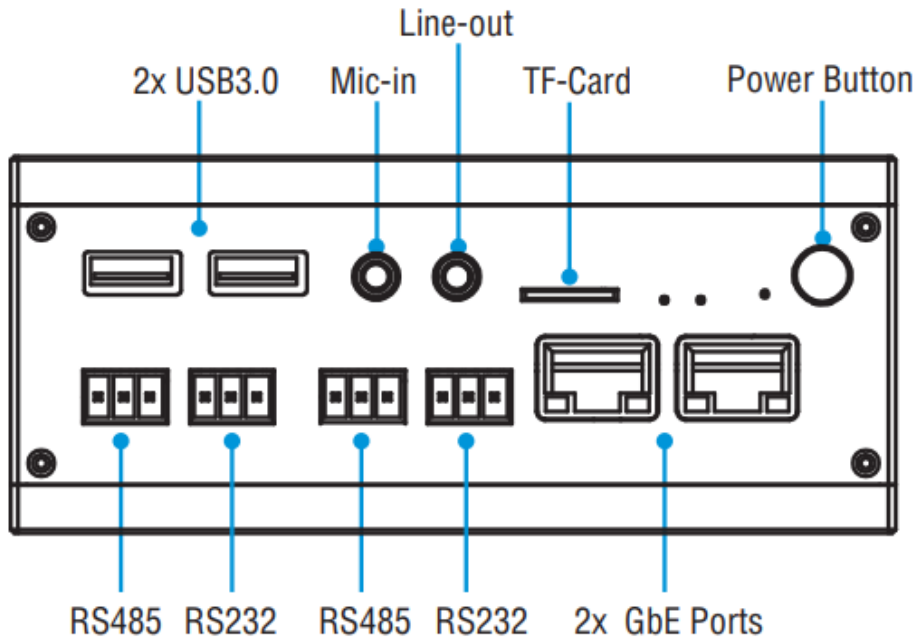 Line-out
2x USB3.0 Mic-in TF-Card Power Button
RS485 RS232 RS485 RS232 2x GbE Ports